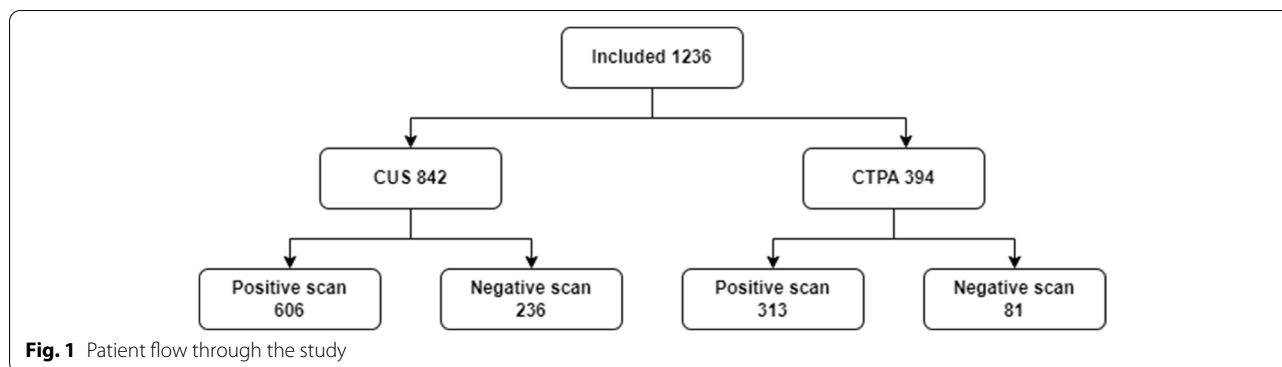 Included 1236
CUS 842
CTPA 394
Positive scan
606
Negative scan
236
Positive scan
313
Negative scan
81
Fig. 1 Patient flow through the study